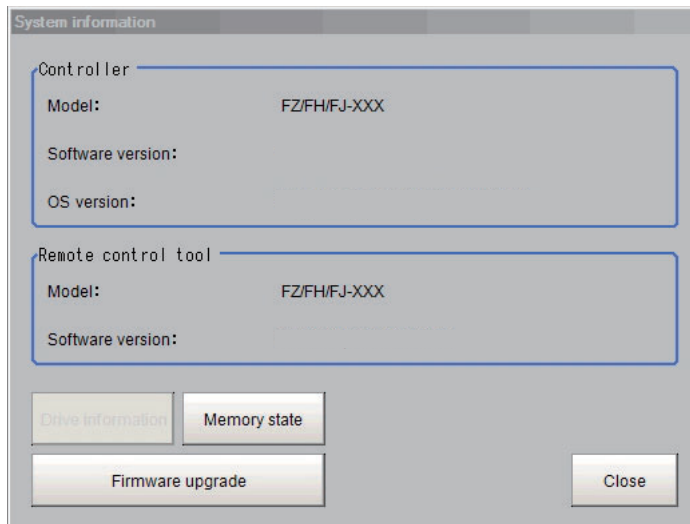 System information
Controller
Model: FZ/FH/FJ-XXX
Software version:
OS version:
Remote control tool
Model: FZ/FH/FJ-XXX
Software version:
Drive Information
Memory state
Firmware upgrade
Close